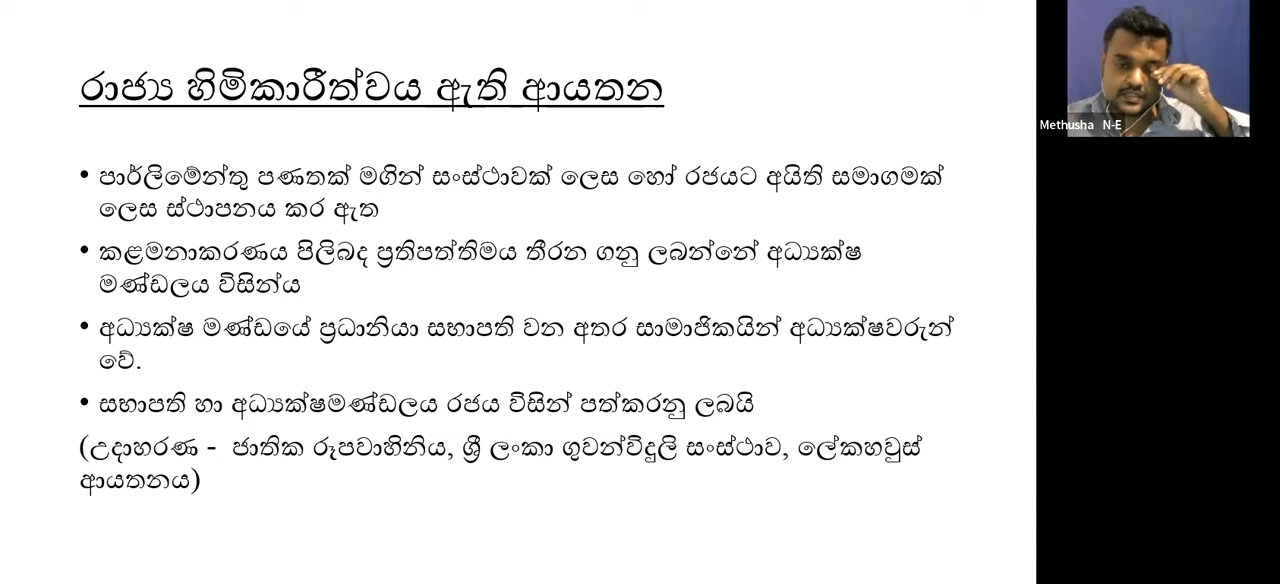 රාජ්‍ය හිමිකාරීත්වය ඇති ආයතන
• පාර්ලිමේන්තු පණතක් මගින් සංස්ථාවක් ලෙස හෝ රජයට අයිති සමාගමක්
ලෙස ස්ථාපනය කර ඇත
• කළමනාකරණය පිලිබද ප්‍රතිපත්තිමය තීරන ගනු ලබන්නේ අධ්‍යක්ෂ
මණ්ඩලය විසින්ය
• අධ්‍යක්ෂ මණ්ඩයේ ප්‍රධානියා සභාපති වන අතර සාමාජිකයින් අධ්‍යක්ෂවරුන්
වේ.
• සභාපති හා අධ්‍යක්ෂමණ්ඩලය රජය විසින් පත්කරනු ලබයි
(උදාහරණ - ජාතික රූපවාහිනිය, ශ්‍රී ලංකා ගුවන්විදුලි සංස්ථාව, ලේකහවුස්
ආයතනය)
Methusha N-E